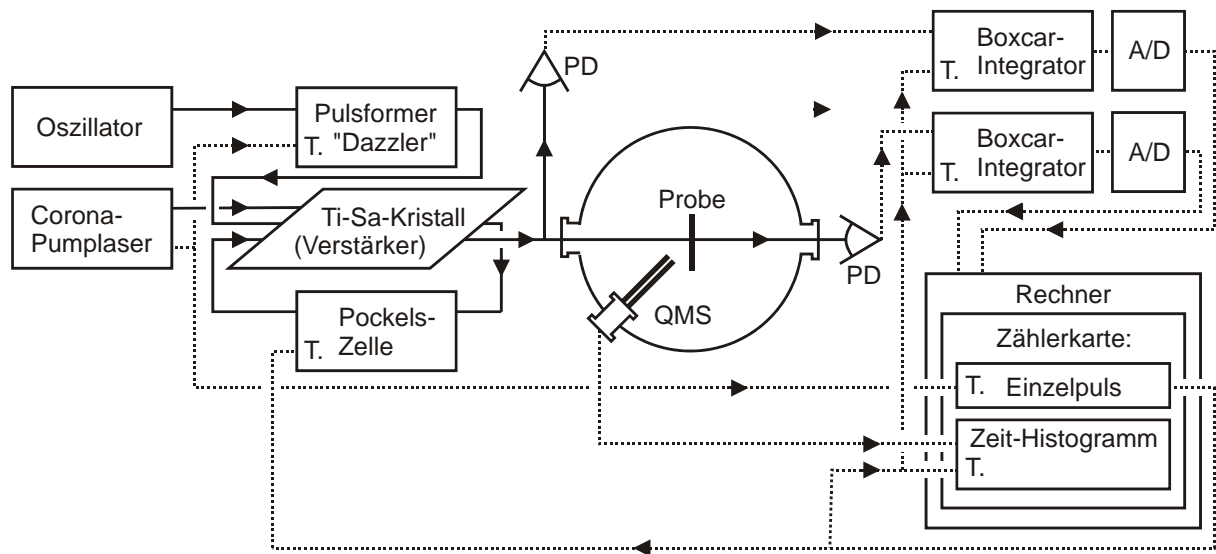 Oszillator
Pulsformer
T. "Dazzler"
Corona-
Pumplaser
Ti-Sa-Kristall
(Verstärker)
Pockels-
Zelle
T.
PD
Probe
QMS
PD
Boxcar-
Integrator
T.
A/D
Boxcar-
Integrator
T.
A/D
Rechner
Zählerkarte:
T. Einzelpuls
Zeit-Histogramm
T.